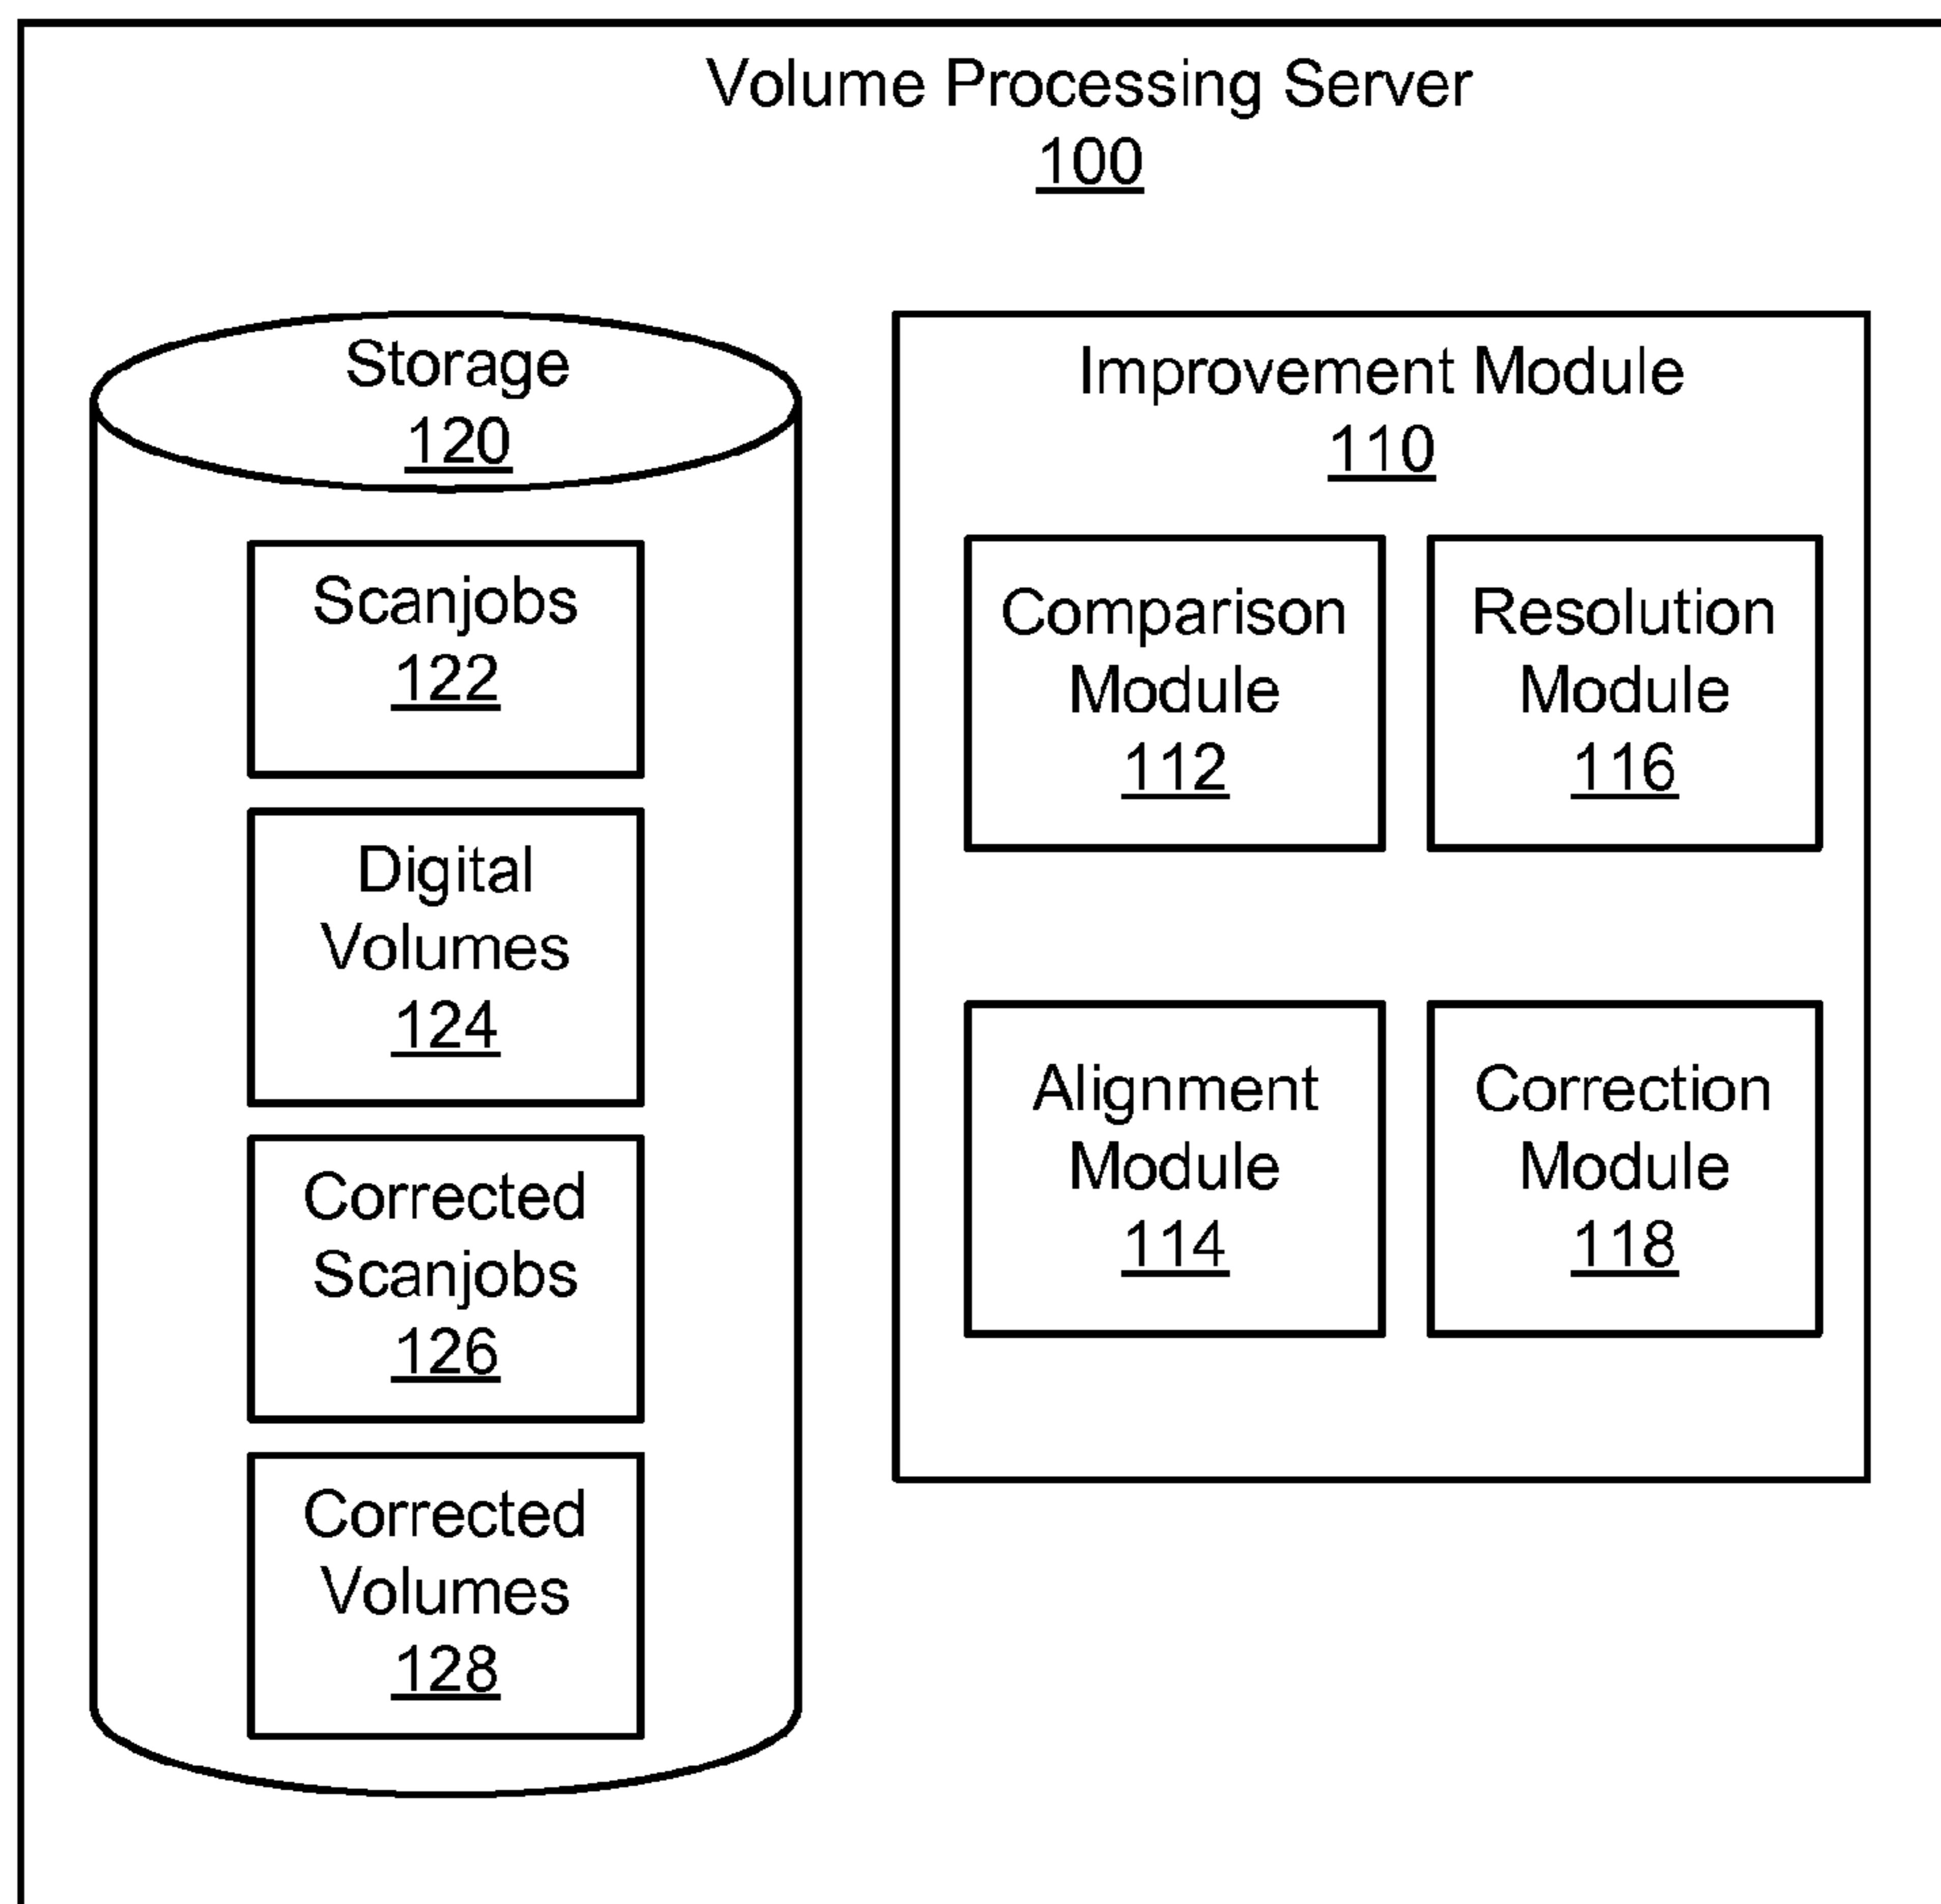 Volume Processing Server
100
Storage
120
Scanjobs
122
Digital
Volumes
124
Corrected
Scanjobs
126
Corrected
Volumes
128
Improvement Module
110
Comparison
Module
112
Resolution
Module
116
Alignment
Module
114
Correction
Module
118